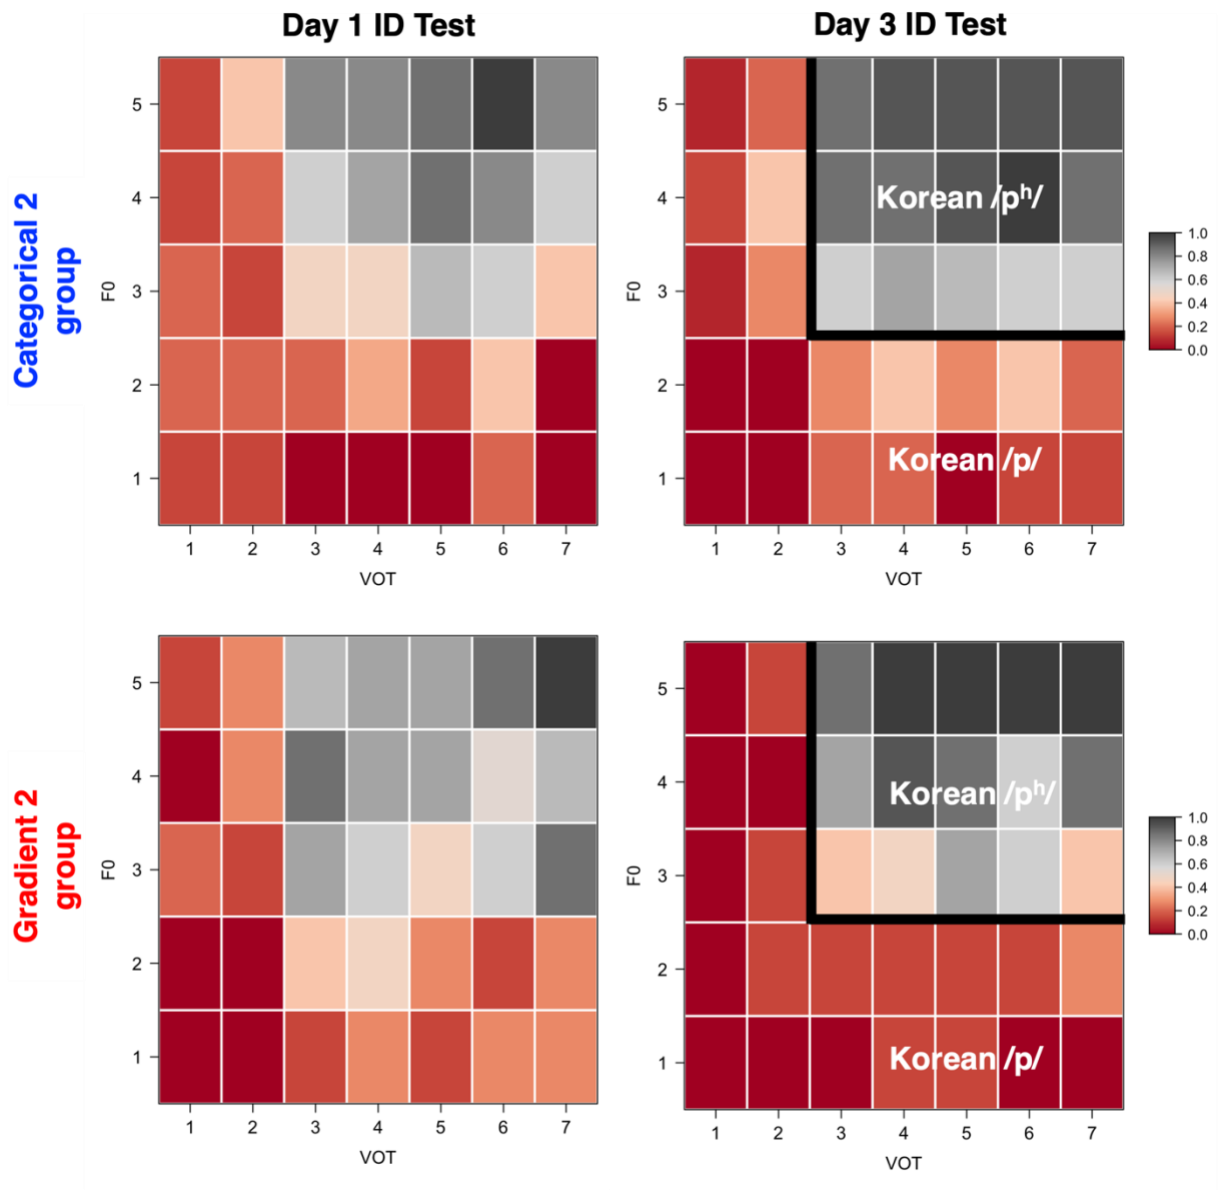 Day 1 ID Test
Day 3 ID Test
Categorical 2
group
F0
5
4
3
2
1
1 2 3 4 5 6 7
VOT
F0
5
4
3
2
1
Korean /pʰ/
Korean /p/
1 2 3 4 5 6 7
VOT
1.0
0.8
0.6
0.4
0.2
0.0
Gradient 2
group
F0
5
4
3
2
1
1 2 3 4 5 6 7
VOT
F0
5
4
3
2
1
Korean /pʰ/
Korean /p/
1 2 3 4 5 6 7
VOT
1.0
0.8
0.6
0.4
0.2
0.0